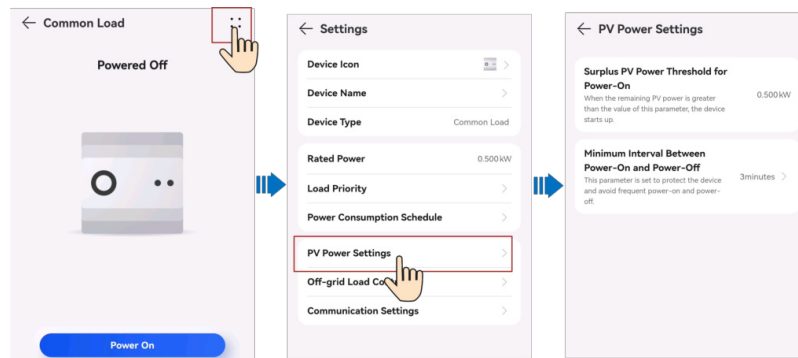 Common Load
Powered Off
Power On
Settings
Device Icon
Device Name
Device Type Common Load
Rated Power 0.500 kW
Load Priority
Power Consumption Schedule
PV Power Settings
Off-grid Load Co
Communication Settings
PV Power Settings
Surplus PV Power Threshold for
Power-On
0.500 kW
When the remaining PV power is greater
than the value of this parameter, the device
starts up.
Minimum Interval Between
Power-On and Power-Off
3minutes
This parameter is set to protect the device
and avoid frequent power-on and power-
off.